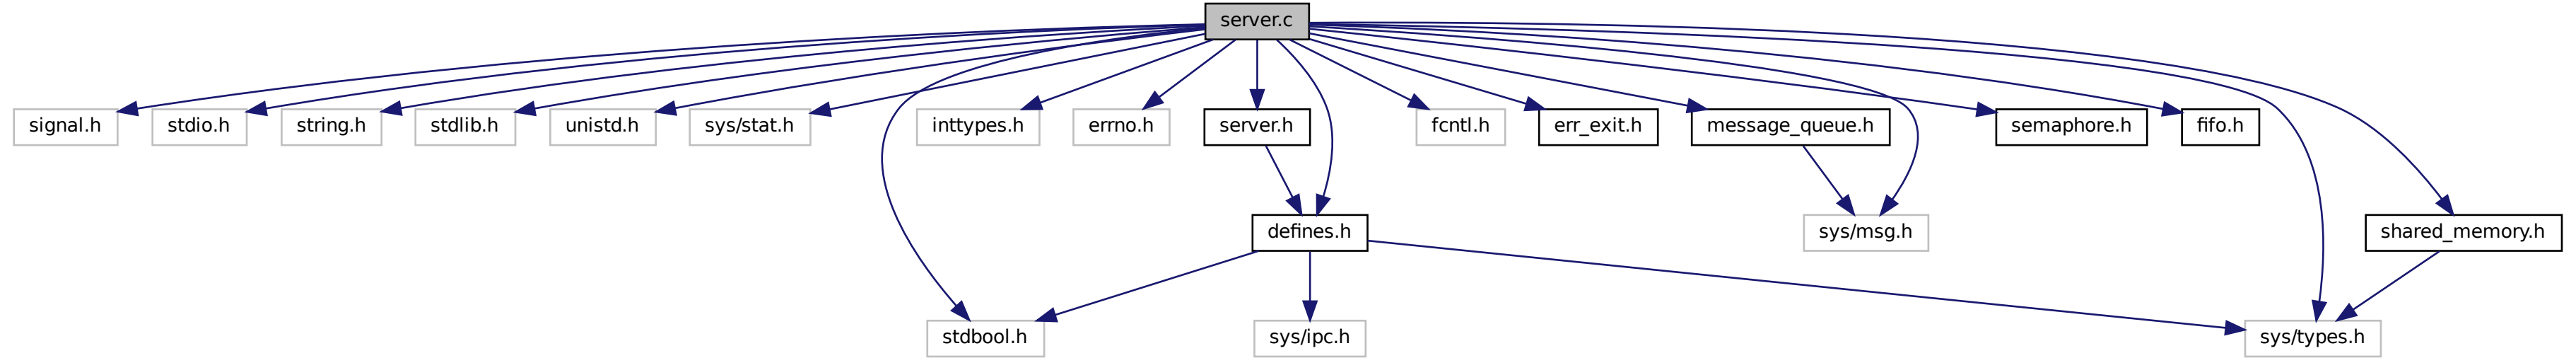 server.c
signal.h
stdio.h
string.h
stdlib.h
unistd.h
sys/stat.h
inttypes.h
errno.h
server.h
fcntl.h
err_exit.h
message_queue.h
semaphore.h
fifo.h
defines.h
sys/msg.h
shared_memory.h
stdbool.h
sys/ipc.h
sys/types.h